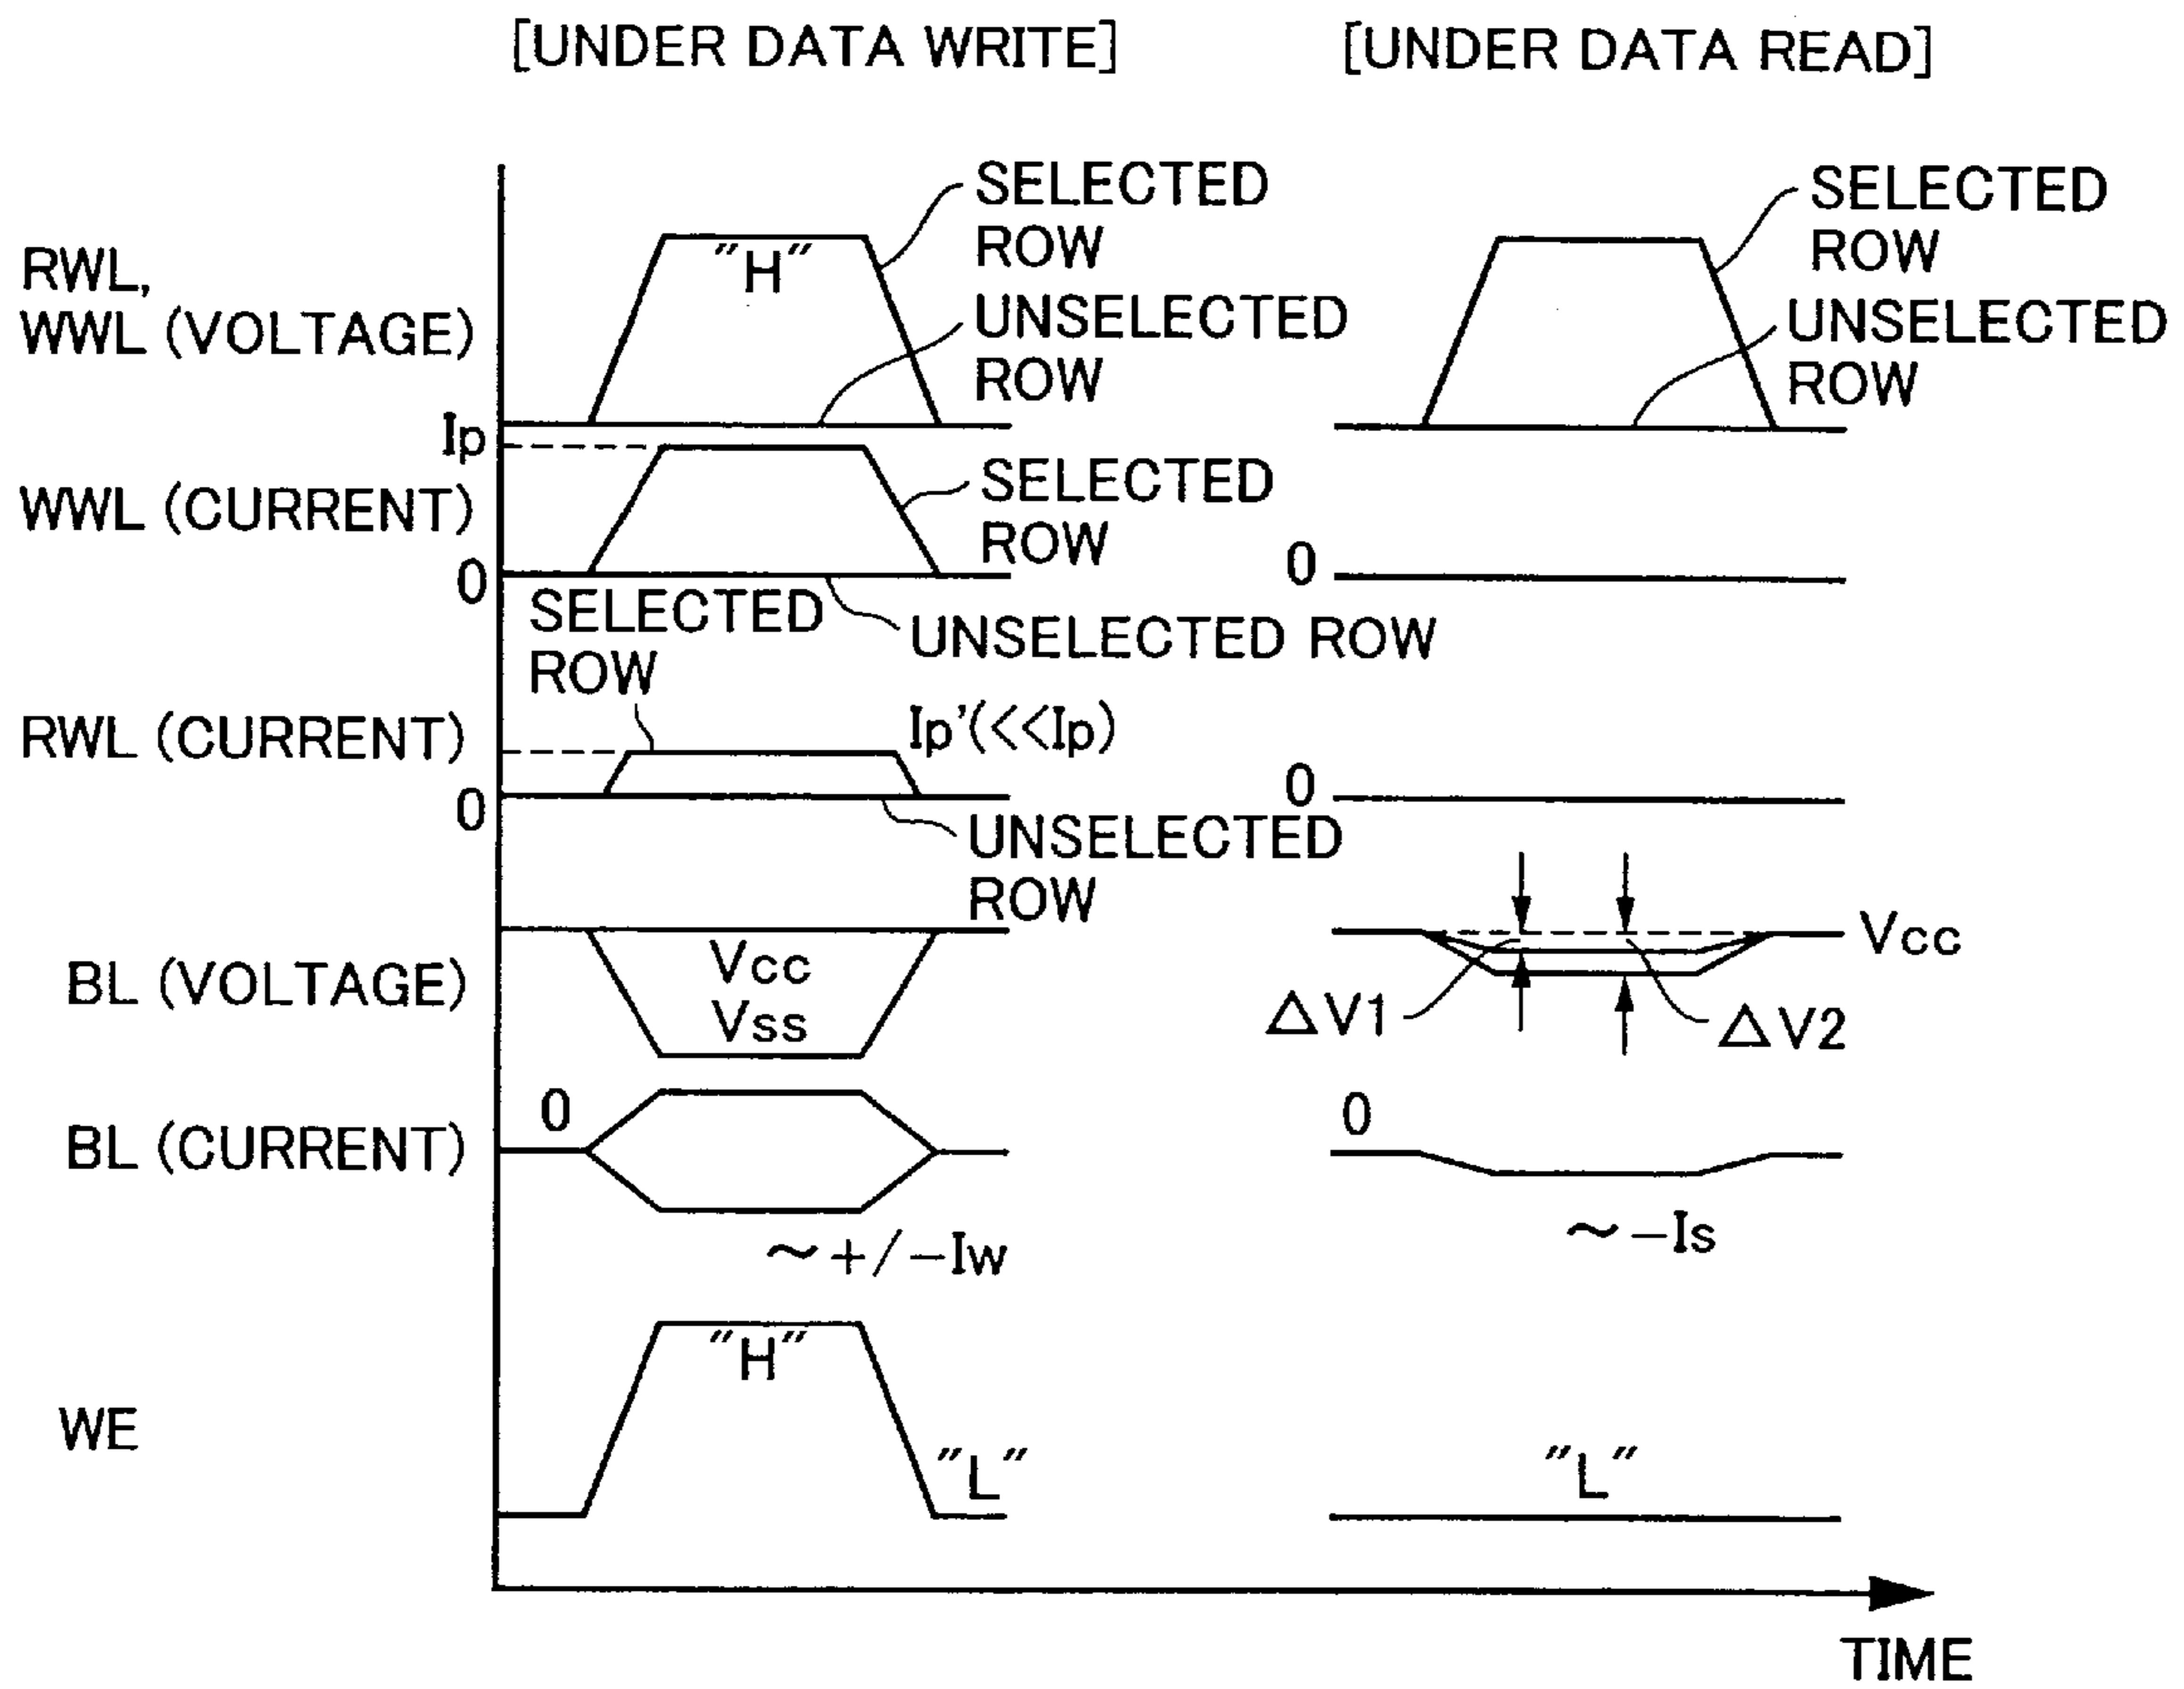 [UNDER DATA WRITE]
[UNDER DATA READ]
RWL,
WWL (VOLTAGE)
"H"
SELECTED
ROW
UNSELECTED
ROW
SELECTED
ROW
UNSELECTED
ROW
Ip
WWL (CURRENT)
0
SELECTED
ROW
UNSELECTED ROW
0
SELECTED
ROW
RWL (CURRENT)
0
Ip'(<<Ip)
UNSELECTED
ROW
0
BL (VOLTAGE)
Vcc
Vss
Vcc
△V1
△V2
BL (CURRENT)
0
~+/-Iw
0
~-Is
WE
"H"
"L"
"L"
TIME